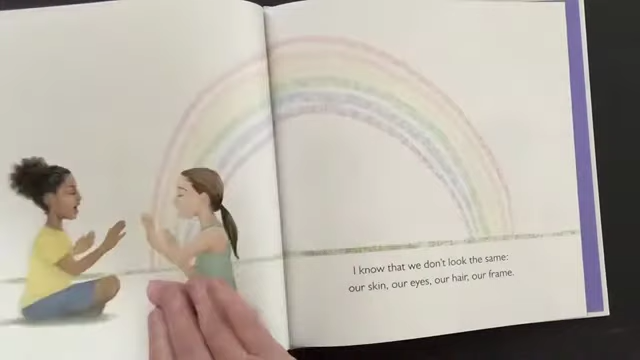 I know that we don't look the same:
our skin, our eyes, our hair, our frame.